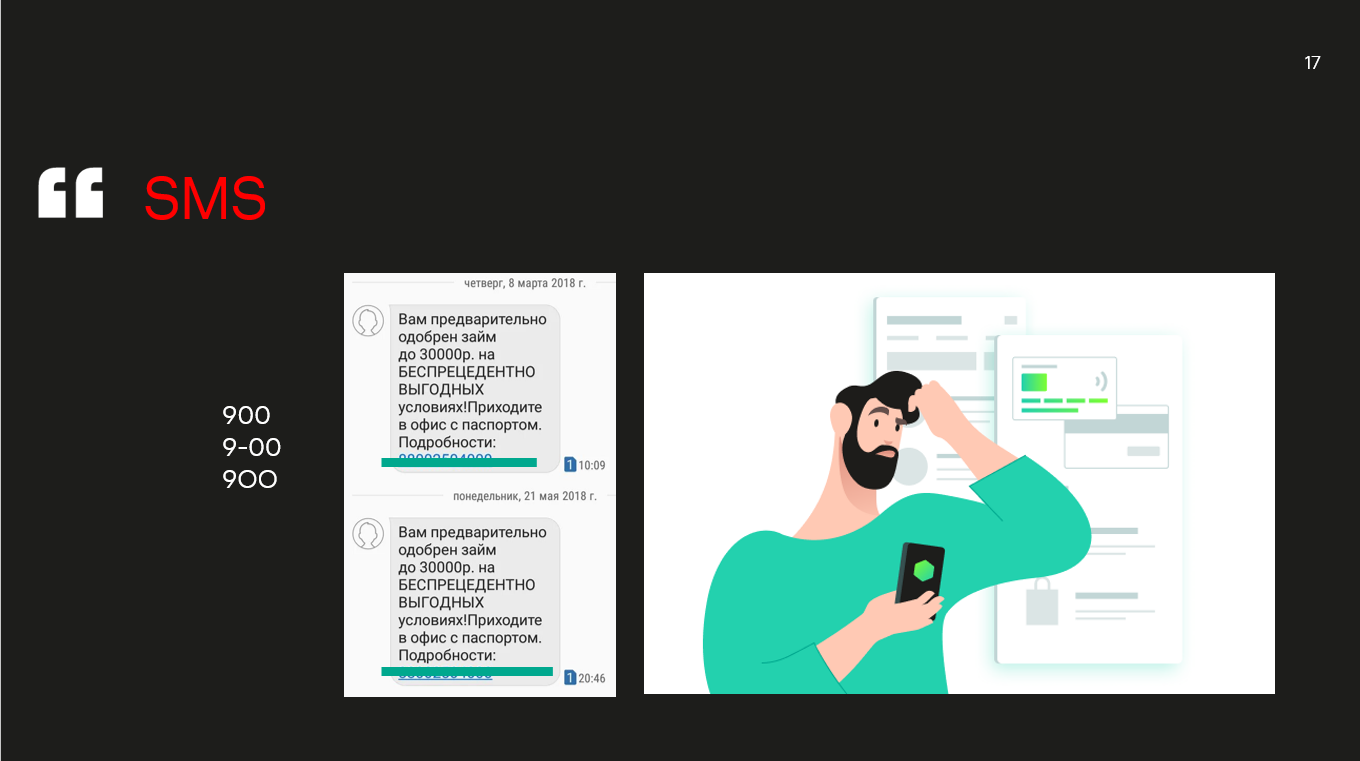 17
SMS
900
9-00
9OO
четверг, 8 марта 2018 г.
Вам предварительно
одобрен займ
до 30000р. на
БЕСПРЕЦЕДЕНТНО
ВЫГОДНЫХ
условиях!Приходите
в офис с паспортом.
Подробности:
1 10:09
понедельник, 21 мая 2018 г.
Вам предварительно
одобрен займ
до 30000р. на
БЕСПРЕЦЕДЕНТНО
ВЫГОДНЫХ
условиях!Приходите
в офис с паспортом.
Подробности:
1 20:46